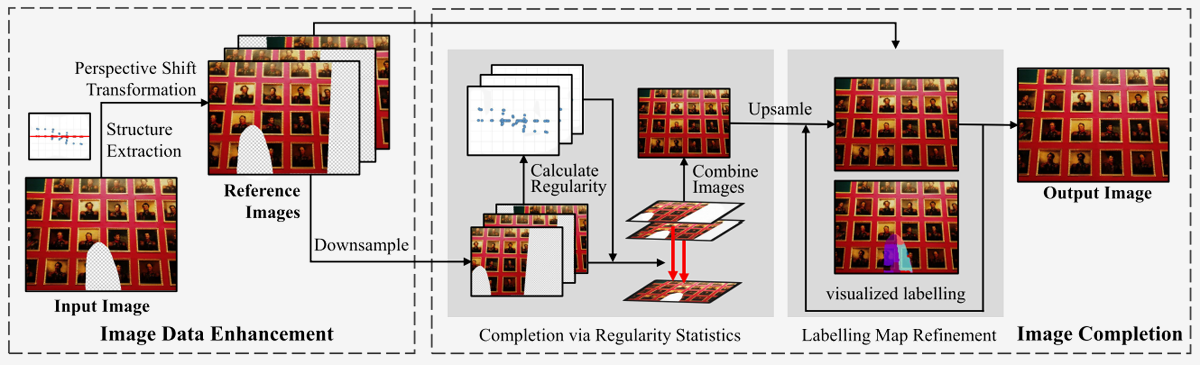 Perspective Shift
Transformation
Structure
Extraction
Reference
Images
Downsample
Input Image
Image Data Enhancement
Calculate
Regularity
Combine
Images
Upsamle
visualized labelling
Output Image
Completion via Regularity Statistics
Labelling Map Refinement
Image Completion